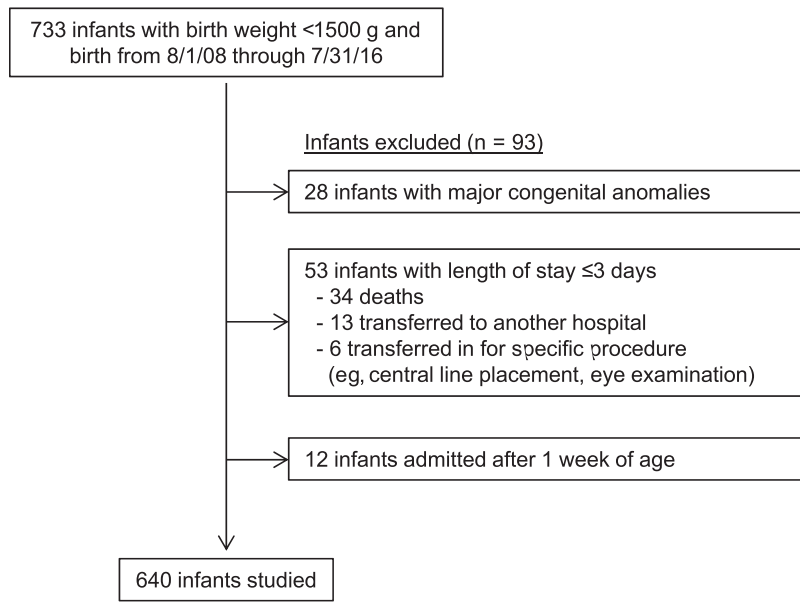 733 infants with birth weight <1500 g and
birth from 8/1/08 through 7/31/16
Infants excluded (n = 93)
28 infants with major congenital anomalies
53 infants with length of stay ≤3 days
- 34 deaths
- 13 transferred to another hospital
- 6 transferred in for specific procedure
(eg, central line placement, eye examination)
12 infants admitted after 1 week of age
640 infants studied